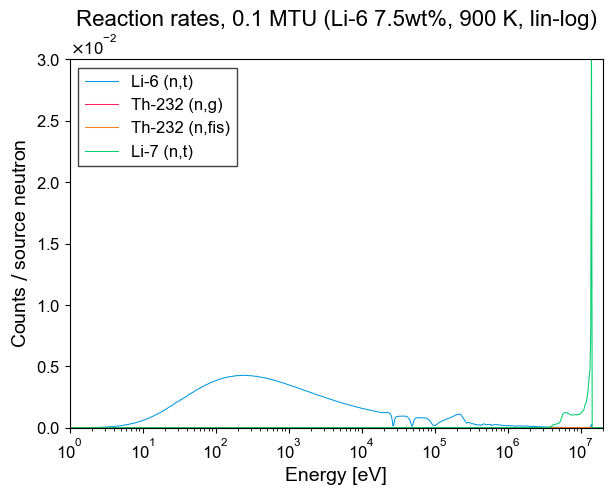 Reaction rates, 0.1 MTU (Li-6 7.5wt%, 900 K, lin-log)
×10⁻²
3.0
2.5
2.0
1.5
1.0
0.5
0.0
Counts / source neutron
Li-6 (n,t)
Th-232 (n,g)
Th-232 (n,fis)
Li-7 (n,t)
10⁰ 10¹ 10² 10³ 10⁴ 10⁵ 10⁶ 10⁷
Energy [eV]